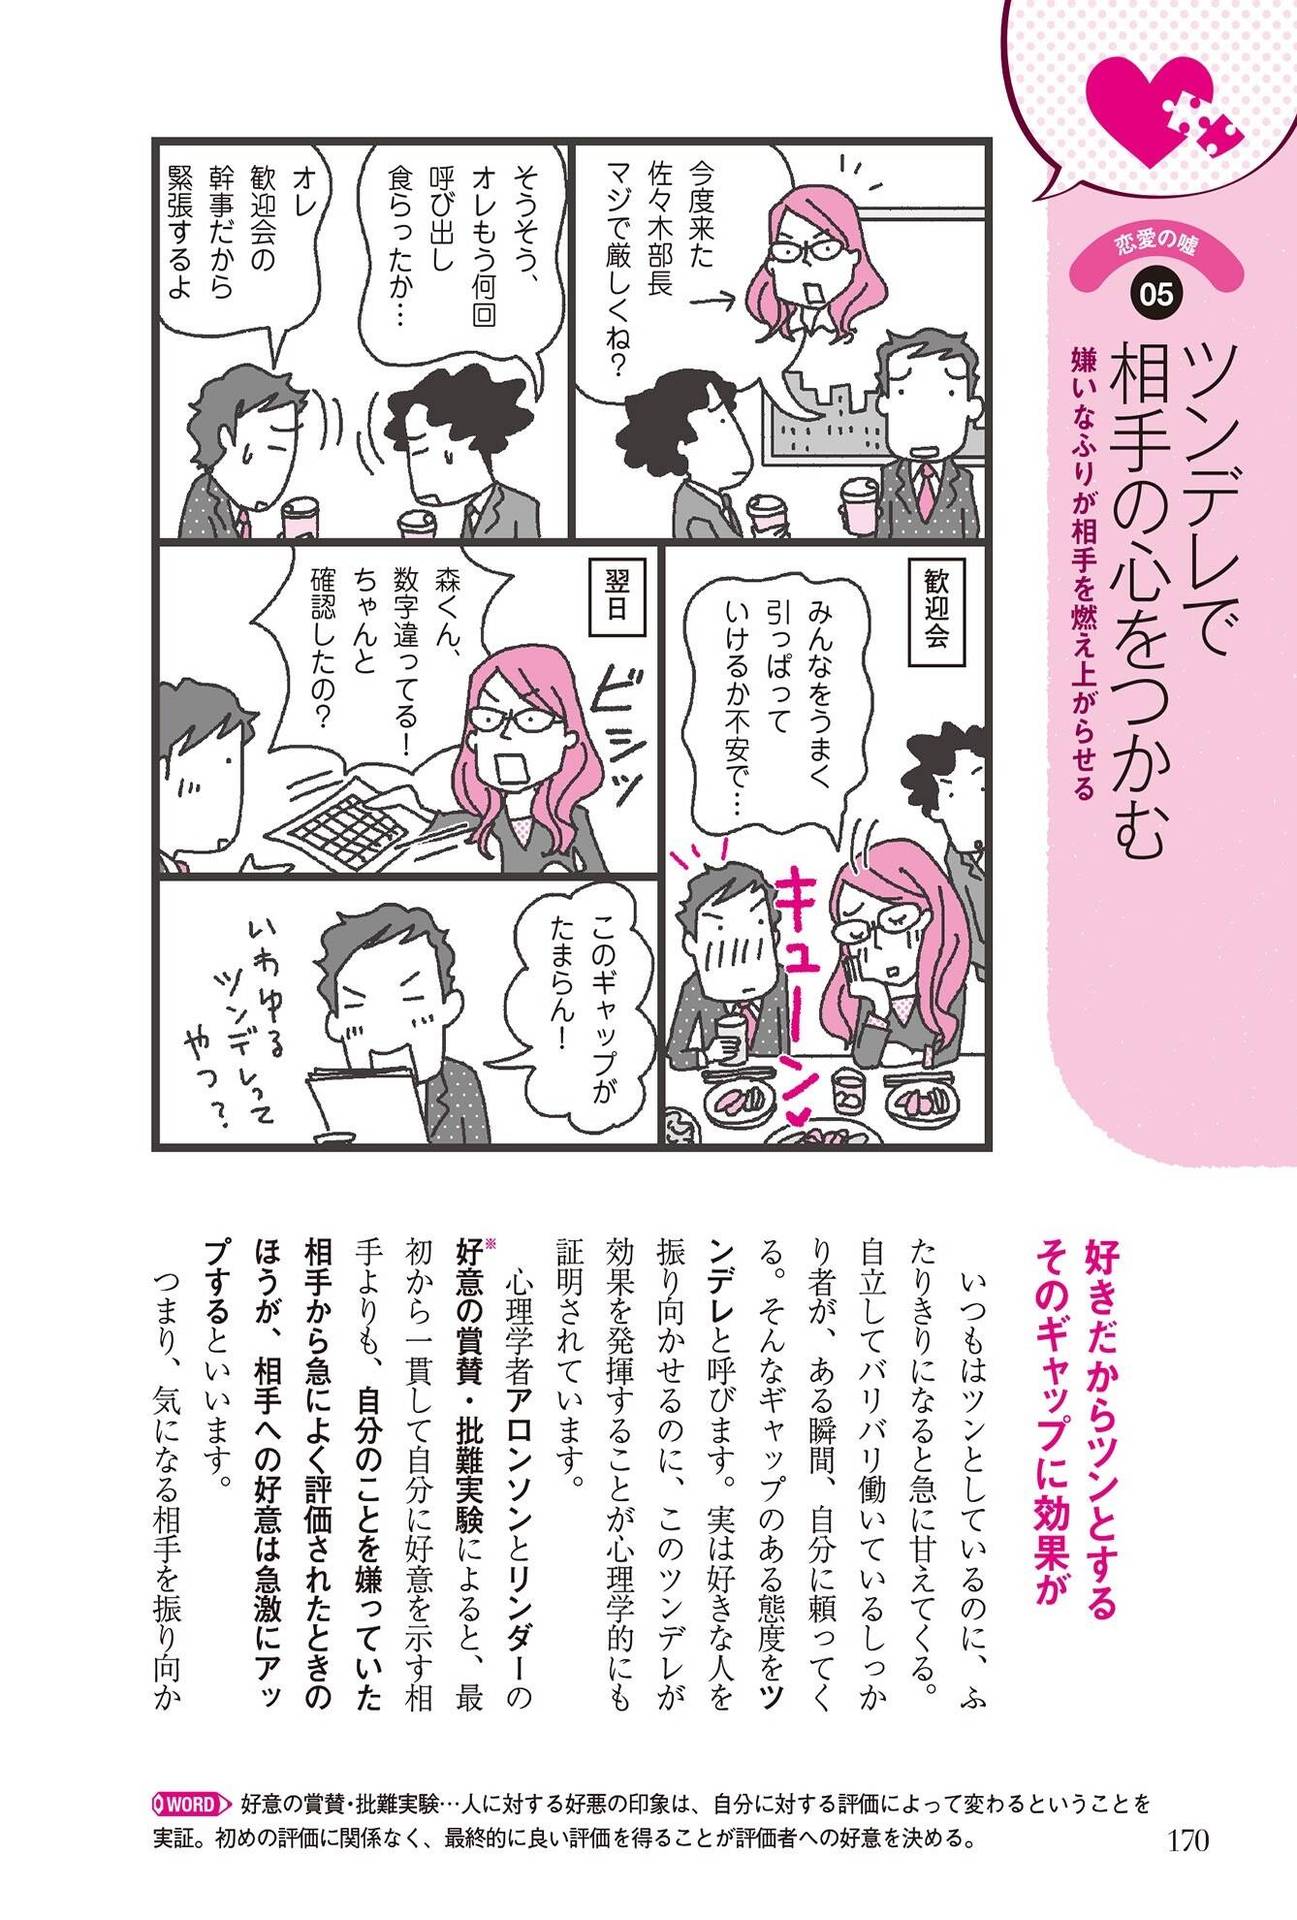 恋愛の嘘
05
ツンデレで
相手の心をつかむ
嫌いなふりが相手を燃え上がらせる
今度来た
佐々木部長
マジで厳しくね?
そうそう、
オレもう何回
呼び出し
食らったか…
オレ
歓迎会の
幹事だから
緊張するよ
歓迎会
みんなをうまく
引っぱって
いけるか不安で…
キューン
翌日
ビシッ
森くん、
数字違ってる!
ちゃんと
確認したの?
このギャップが
たまらん!
いわゆる
ツンデレって
やつ?
好きだからツンとする
そのギャップに効果が
いつもはツンとしているのに、ふ
たりきりになると急に甘えてくる。
自立してバリバリ働いているしっか
り者が、ある瞬間、自分に頼ってく
る。そんなギャップのある態度をツ
ンデレと呼びます。実は好きな人を
振り向かせるのに、このツンデレが
効果を発揮することが心理学的にも
証明されています。
心理学者アロンソンとリンダーの
好意の賞賛・批難実験※によると、最
初から一貫して自分に好意を示す相
手よりも、自分のことを嫌っていた
相手から急によく評価されたときの
ほうが、相手への好意は急激にアッ
プするといいます。
つまり、気になる相手を振り向か
WORD 好意の賞賛・批難実験…人に対する好悪の印象は、自分に対する評価によって変わるということを
実証。初めの評価に関係なく、最終的に良い評価を得ることが評価者への好意を決める。
170